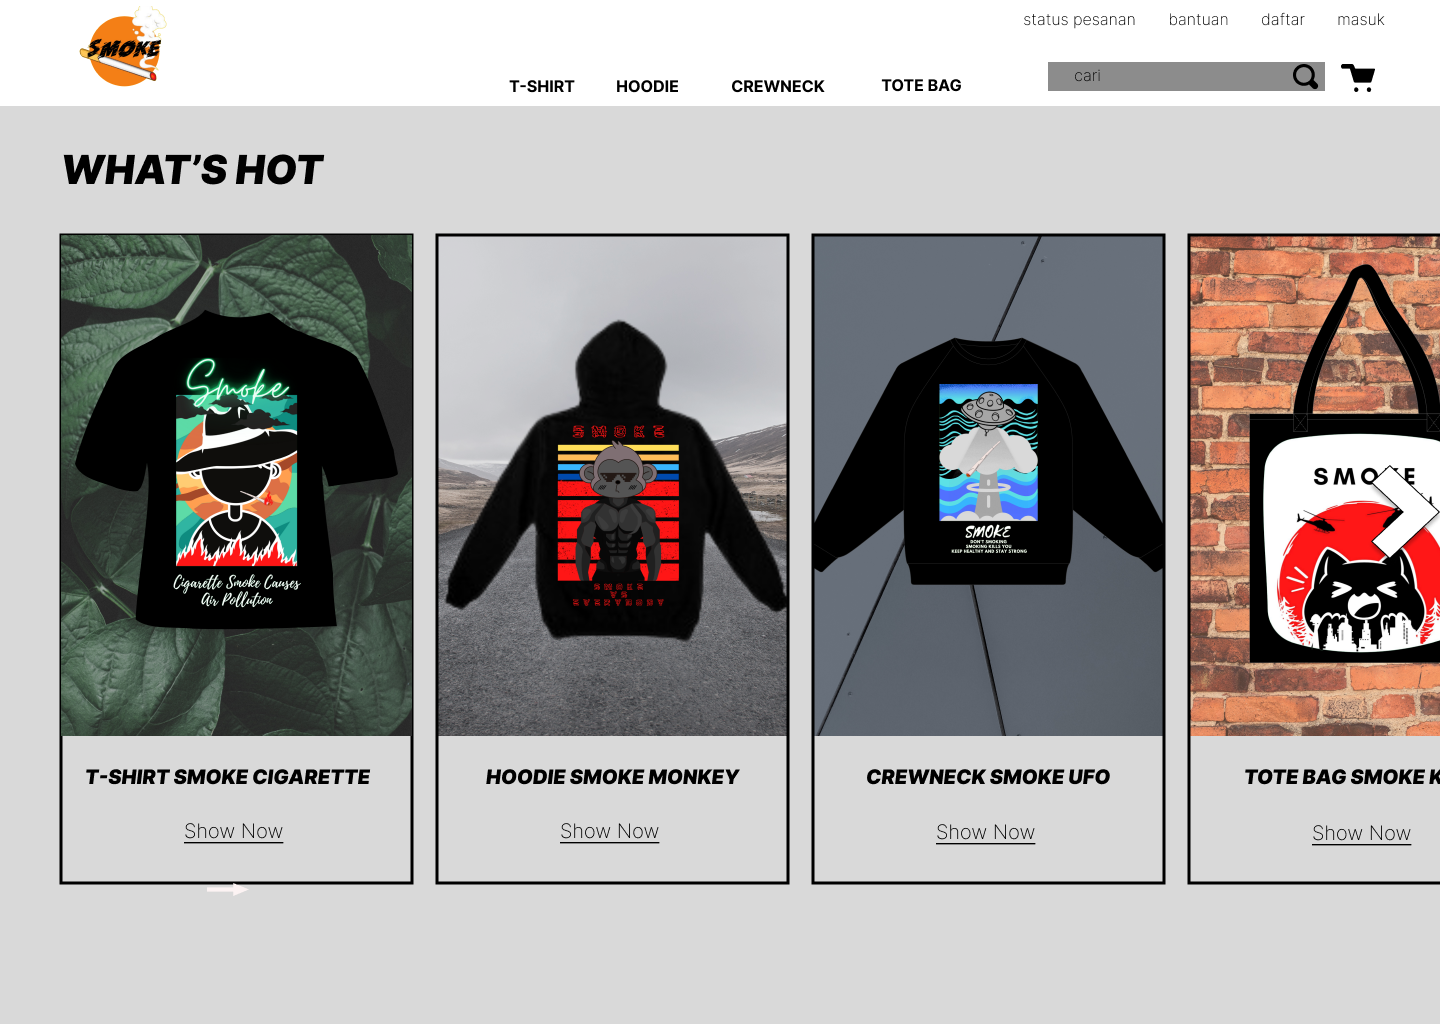 status pesanan bantuan daftar masuk
SMOKE
T-SHIRT HOODIE CREWNECK TOTE BAG cari
WHAT'S HOT
Smoke
Cigarette Smoke Causes
Air Pollution
SMOKE
SMOKE
DON'T SMOKING
SMOKING KILLS YOU
KEEP HEALTHY AND STAY STRONG
T-SHIRT SMOKE CIGARETTE
Show Now
HOODIE SMOKE MONKEY
Show Now
CREWNECK SMOKE UFO
Show Now
TOTE BAG SMOKE K
Show Now